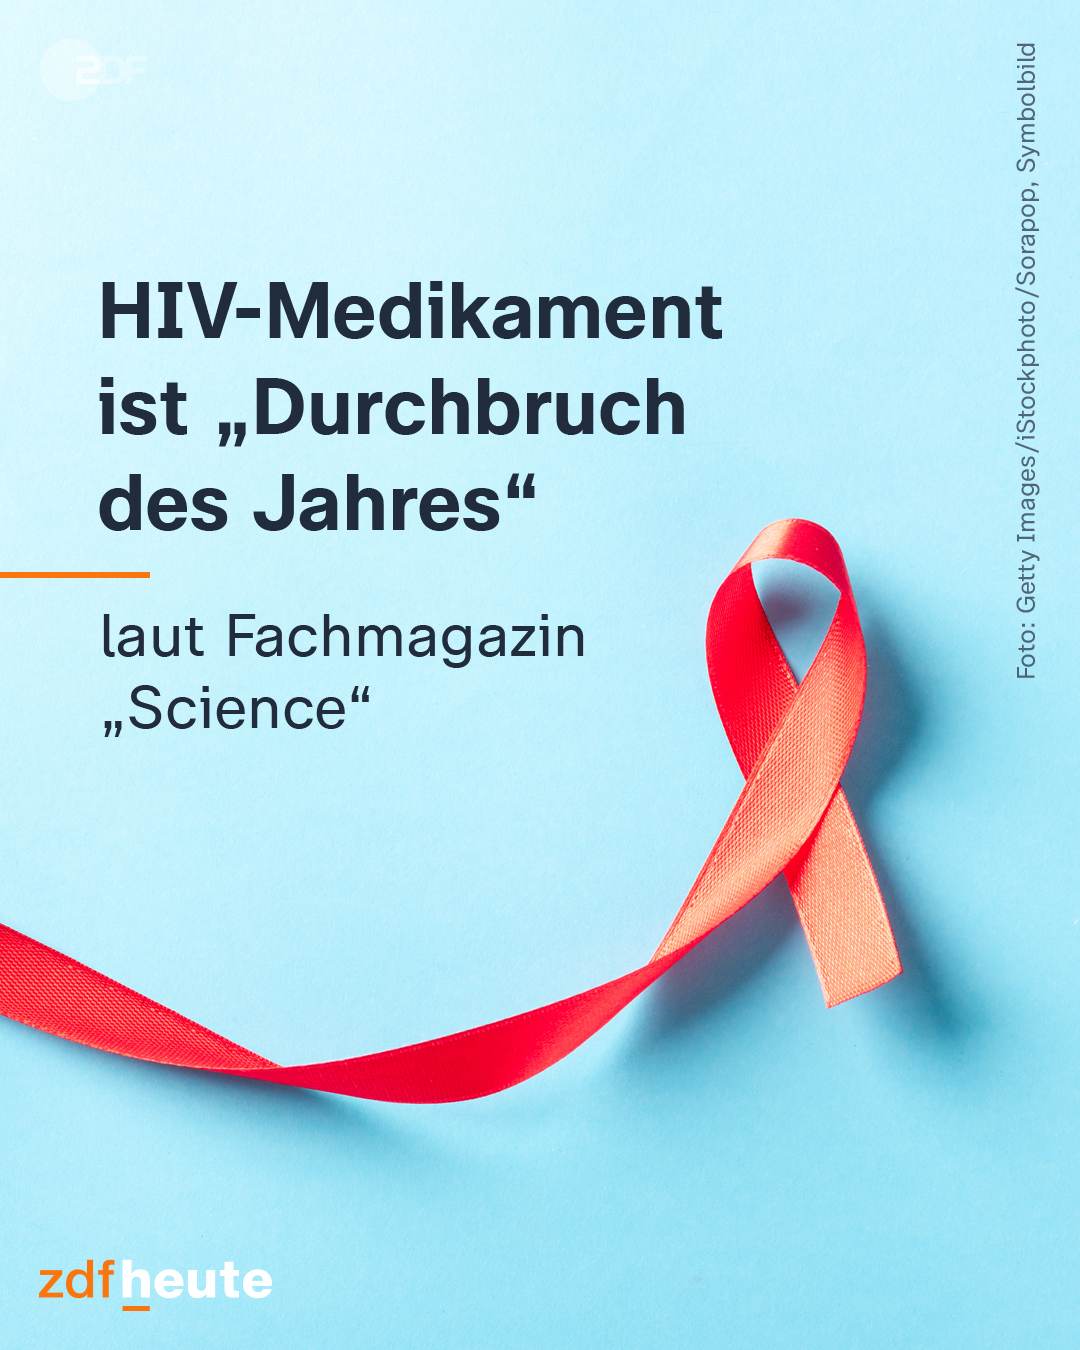 ZDF
HIV-Medikament
ist „Durchbruch
des Jahres“
laut Fachmagazin
„Science“
Foto: Getty Images/iStockphoto/Sorapop, Symbolbild
zdfheute